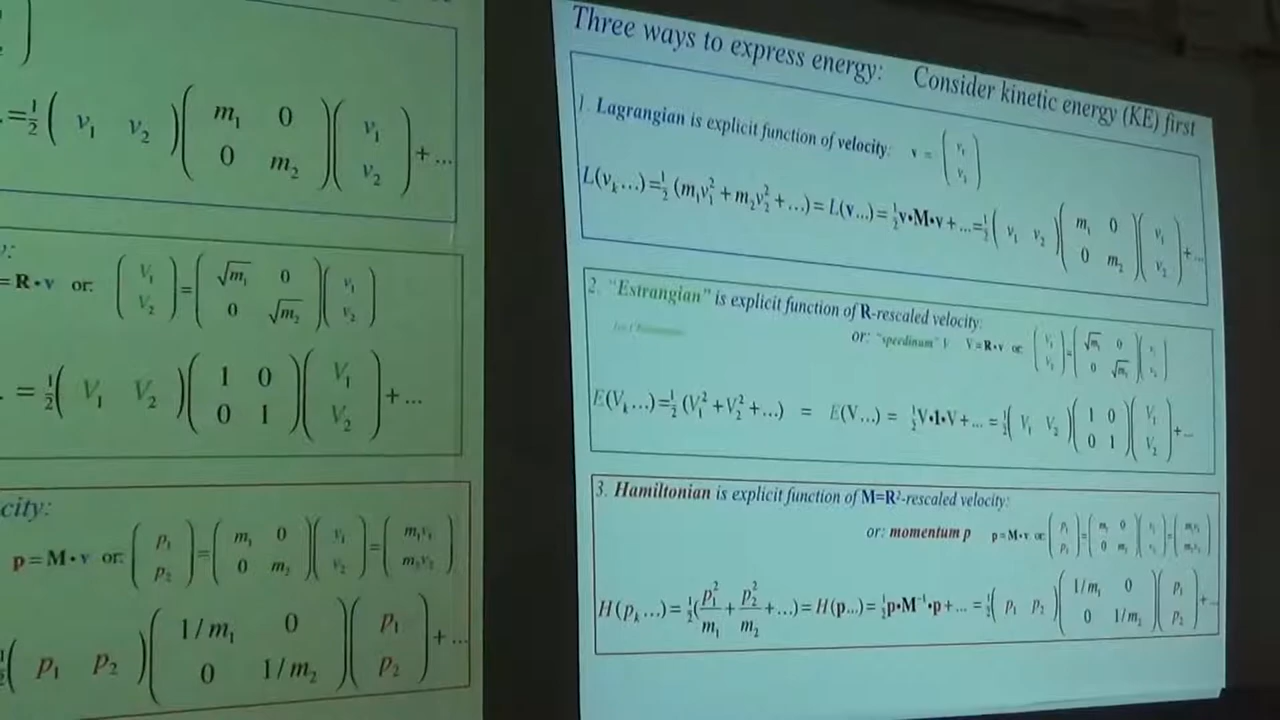 = 1/2 ( v₁ v₂ ) ( m₁ 0 ; 0 m₂ ) ( v₁ ; v₂ ) + ...
= R • v or: ( V₁ ; V₂ ) = ( √m₁ 0 ; 0 √m₂ ) ( v₁ ; v₂ )
= 1/2 ( V₁ V₂ ) ( 1 0 ; 0 1 ) ( V₁ ; V₂ ) + ...
city:
p = M • v or: ( p₁ ; p₂ ) = ( m₁ 0 ; 0 m₂ ) ( v₁ ; v₂ ) = ( m₁v₁ ; m₂v₂ )
( p₁ p₂ ) ( 1/m₁ 0 ; 0 1/m₂ ) ( p₁ ; p₂ ) + ...
Three ways to express energy: Consider kinetic energy (KE) first
1. Lagrangian is explicit function of velocity: v = ( v₁ ; v₂ )
L(vₖ...) = 1/2 (m₁v₁² + m₂v₂² + ...) = L(v...) = 1/2 v•M•v + ... = 1/2 ( v₁ v₂ ) ( m₁ 0 ; 0 m₂ ) ( v₁ ; v₂ ) + ...
2. "Estrangian" is explicit function of R-rescaled velocity:
or: "speedinum" V V = R•v or: ( V₁ ; V₂ ) = ( √m₁ 0 ; 0 √m₂ ) ( v₁ ; v₂ )
E(Vₖ...) = 1/2 (V₁² + V₂² + ...) = E(V...) = 1/2 V•1•V + ... = 1/2 ( V₁ V₂ ) ( 1 0 ; 0 1 ) ( V₁ ; V₂ ) + ...
3. Hamiltonian is explicit function of M=R²-rescaled velocity:
or: momentum p p = M•v or: ( p₁ ; p₂ ) = ( m₁ 0 ; 0 m₂ ) ( v₁ ; v₂ ) = ( m₁v₁ ; m₂v₂ )
H(pₖ...) = 1/2 (p₁²/m₁ + p₂²/m₂ + ...) = H(p...) = 1/2 p•M⁻¹•p + ... = 1/2 ( p₁ p₂ ) ( 1/m₁ 0 ; 0 1/m₂ ) ( p₁ ; p₂ ) + ...